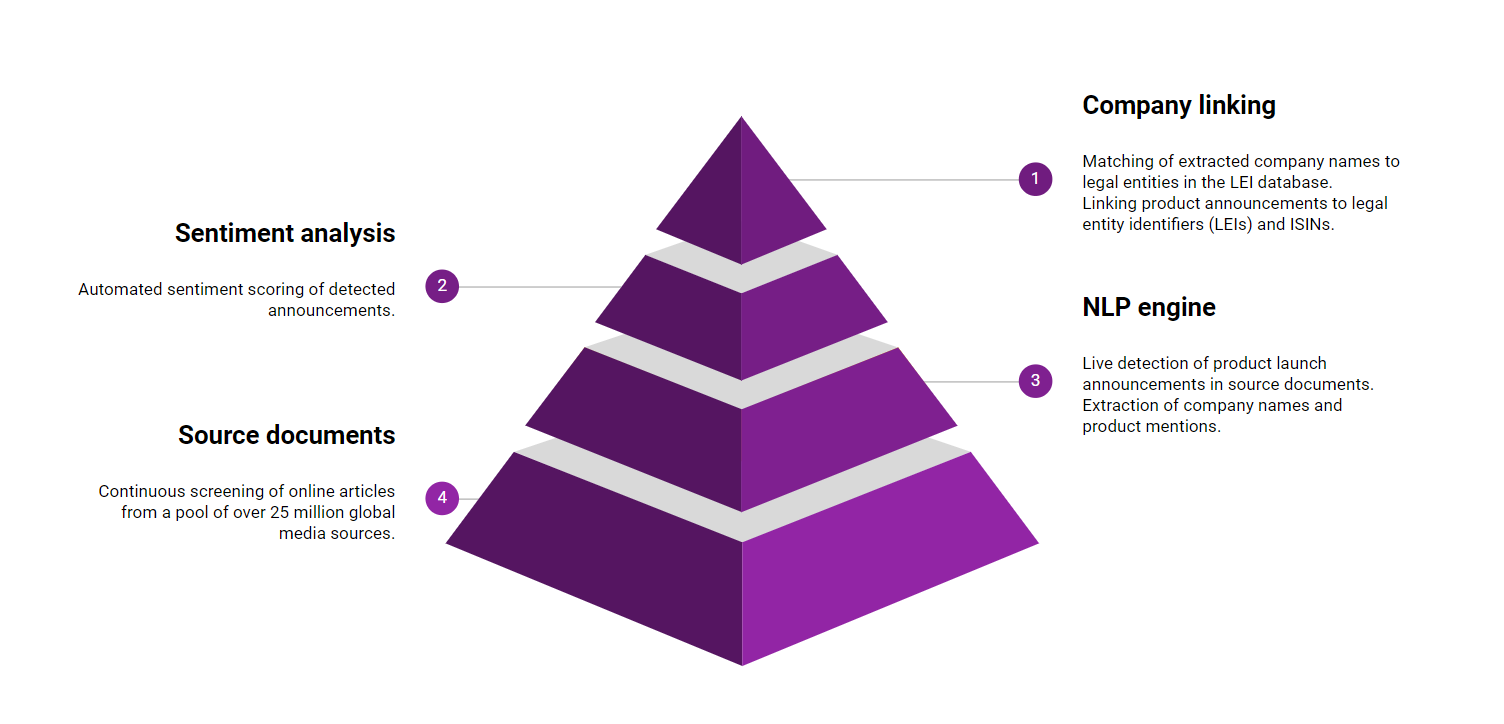 Company linking
1
Matching of extracted company names to
legal entities in the LEI database.
Linking product announcements to legal
entity identifiers (LEIs) and ISINs.
Sentiment analysis
2
Automated sentiment scoring of detected
announcements.
NLP engine
3
Live detection of product launch
announcements in source documents.
Extraction of company names and
product mentions.
Source documents
4
Continuous screening of online articles
from a pool of over 25 million global
media sources.